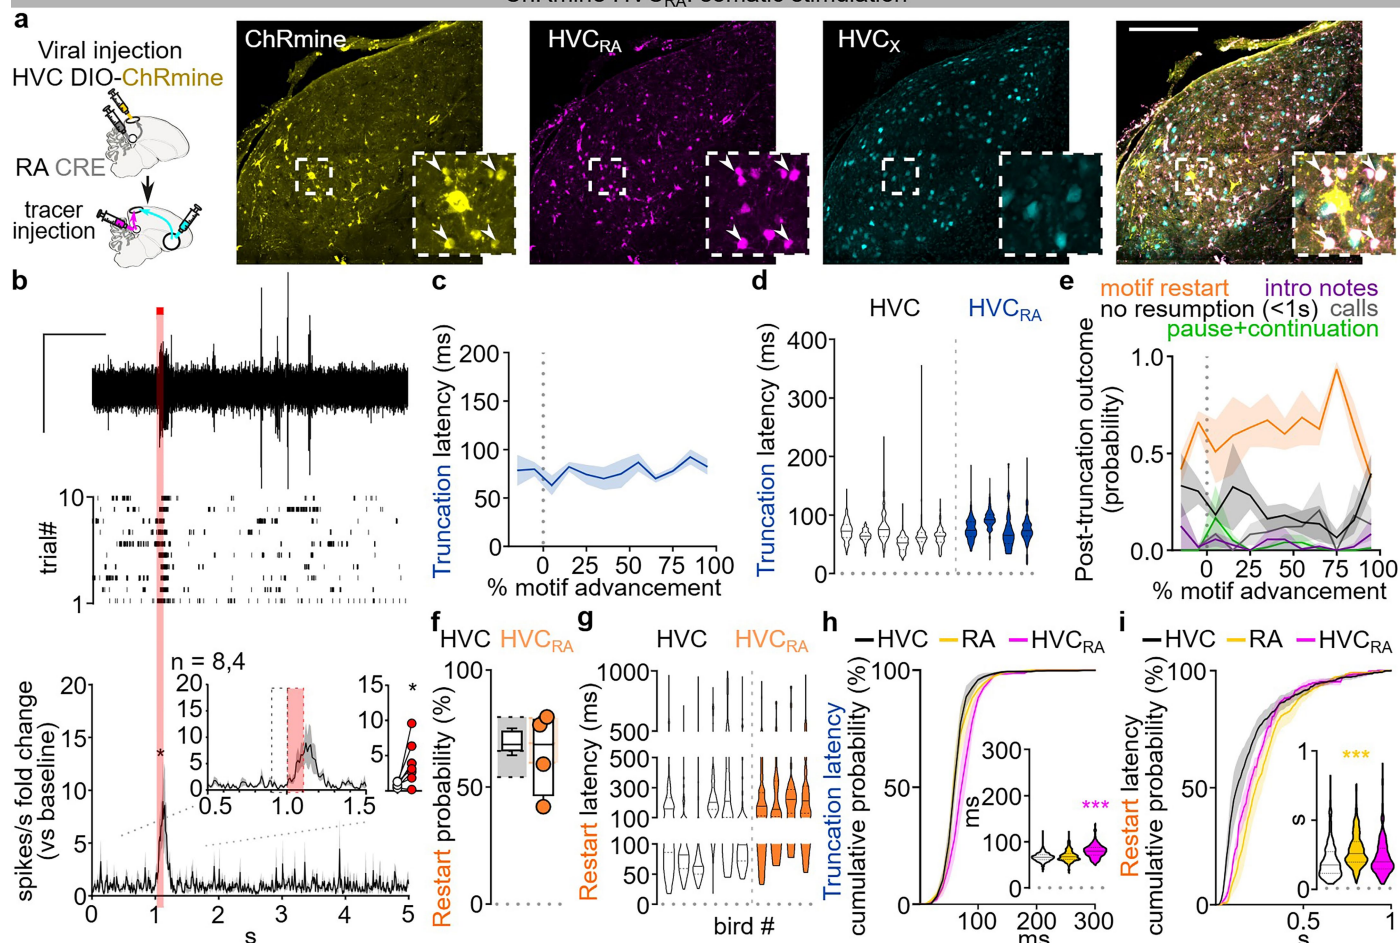 ChRmine HVCRA: somatic stimulation
a
Viral injection
HVC DIO-ChRmine
RA CRE
tracer
injection
ChRmine
HVCRA
HVCX
b
10
trial#
1
n = 8,4
20
15
10
5
0
spikes/s fold change
(vs baseline)
20
15
10
5
0
0.5
1.0
1.5
15
10
5
0
*
*
0
1
2
3
4
5
s
c
Truncation latency (ms)
200
150
100
50
0
0
25
50
75
100
% motif advancement
d
HVC
HVCRA
Truncation latency (ms)
400
300
200
100
0
e
motif restart
intro notes
no resumption (<1s)
calls
pause+continuation
Post-truncation outcome
(probability)
1.0
0.5
0.0
0
25
50
75
100
% motif advancement
f
HVC
HVCRA
Restart probability (%)
100
50
0
g
HVC
HVCRA
Restart latency (ms)
1000
500
500
300
100
100
50
0
bird #
h
HVC
RA
HVCRA
Truncation latency
cumulative probability (%)
100
50
0
100
200
300
ms
ms
300
200
100
0
***
i
HVC
RA
HVCRA
Restart latency
cumulative probability (%)
100
50
0
0.5
1
s
s
1
0
***